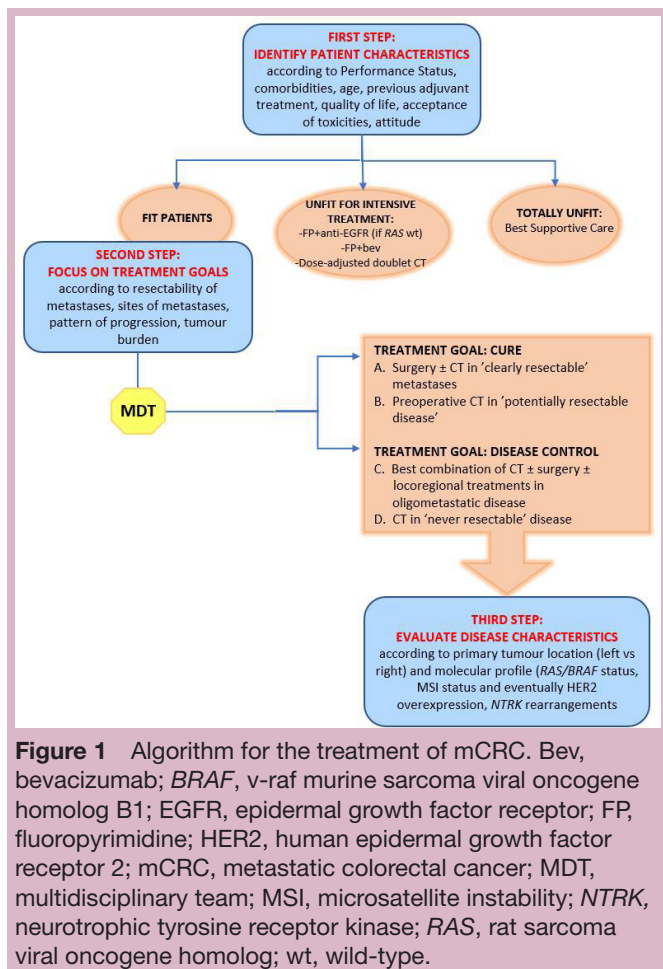 FIRST STEP:
IDENTIFY PATIENT CHARACTERISTICS
according to Performance Status,
comorbidities, age, previous adjuvant
treatment, quality of life, acceptance
of toxicities, attitude
FIT PATIENTS
UNFIT FOR INTENSIVE
TREATMENT:
-FP+anti-EGFR (if RAS wt)
-FP+bev
-Dose-adjusted doublet CT
TOTALLY UNFIT:
Best Supportive Care
SECOND STEP:
FOCUS ON TREATMENT GOALS
according to resectability of
metastases, sites of metastases,
pattern of progression, tumour
burden
MDT
TREATMENT GOAL: CURE
A. Surgery ± CT in 'clearly resectable'
metastases
B. Preoperative CT in 'potentially resectable
disease'
TREATMENT GOAL: DISEASE CONTROL
C. Best combination of CT ± surgery ±
locoregional treatments in
oligometastatic disease
D. CT in 'never resectable' disease
THIRD STEP:
EVALUATE DISEASE CHARACTERISTICS
according to primary tumour location (left vs
right) and molecular profile (RAS/BRAF status,
MSI status and eventually HER2
overexpression, NTRK rearrangements
Figure 1 Algorithm for the treatment of mCRC. Bev,
bevacizumab; BRAF, v-raf murine sarcoma viral oncogene
homolog B1; EGFR, epidermal growth factor receptor; FP,
fluoropyrimidine; HER2, human epidermal growth factor
receptor 2; mCRC, metastatic colorectal cancer; MDT,
multidisciplinary team; MSI, microsatellite instability; NTRK,
neurotrophic tyrosine receptor kinase; RAS, rat sarcoma
viral oncogene homolog; wt, wild-type.